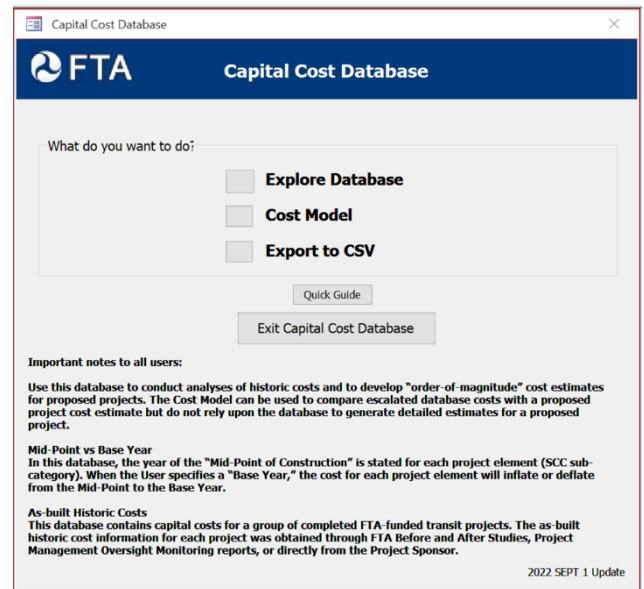 Capital Cost Database
FTA
Capital Cost Database
What do you want to do?
Explore Database
Cost Model
Export to CSV
Quick Guide
Exit Capital Cost Database
Important notes to all users:
Use this database to conduct analyses of historic costs and to develop "order-of-magnitude" cost estimates
for proposed projects. The Cost Model can be used to compare escalated database costs with a proposed
project cost estimate but do not rely upon the database to generate detailed estimates for a proposed
project.
Mid-Point vs Base Year
In this database, the year of the "Mid-Point of Construction" is stated for each project element (SCC sub-
category). When the User specifies a "Base Year," the cost for each project element will inflate or deflate
from the Mid-Point to the Base Year.
As-built Historic Costs
This database contains capital costs for a group of completed FTA-funded transit projects. The as-built
historic cost information for each project was obtained through FTA Before and After Studies, Project
Management Oversight Monitoring reports, or directly from the Project Sponsor.
2022 SEPT 1 Update